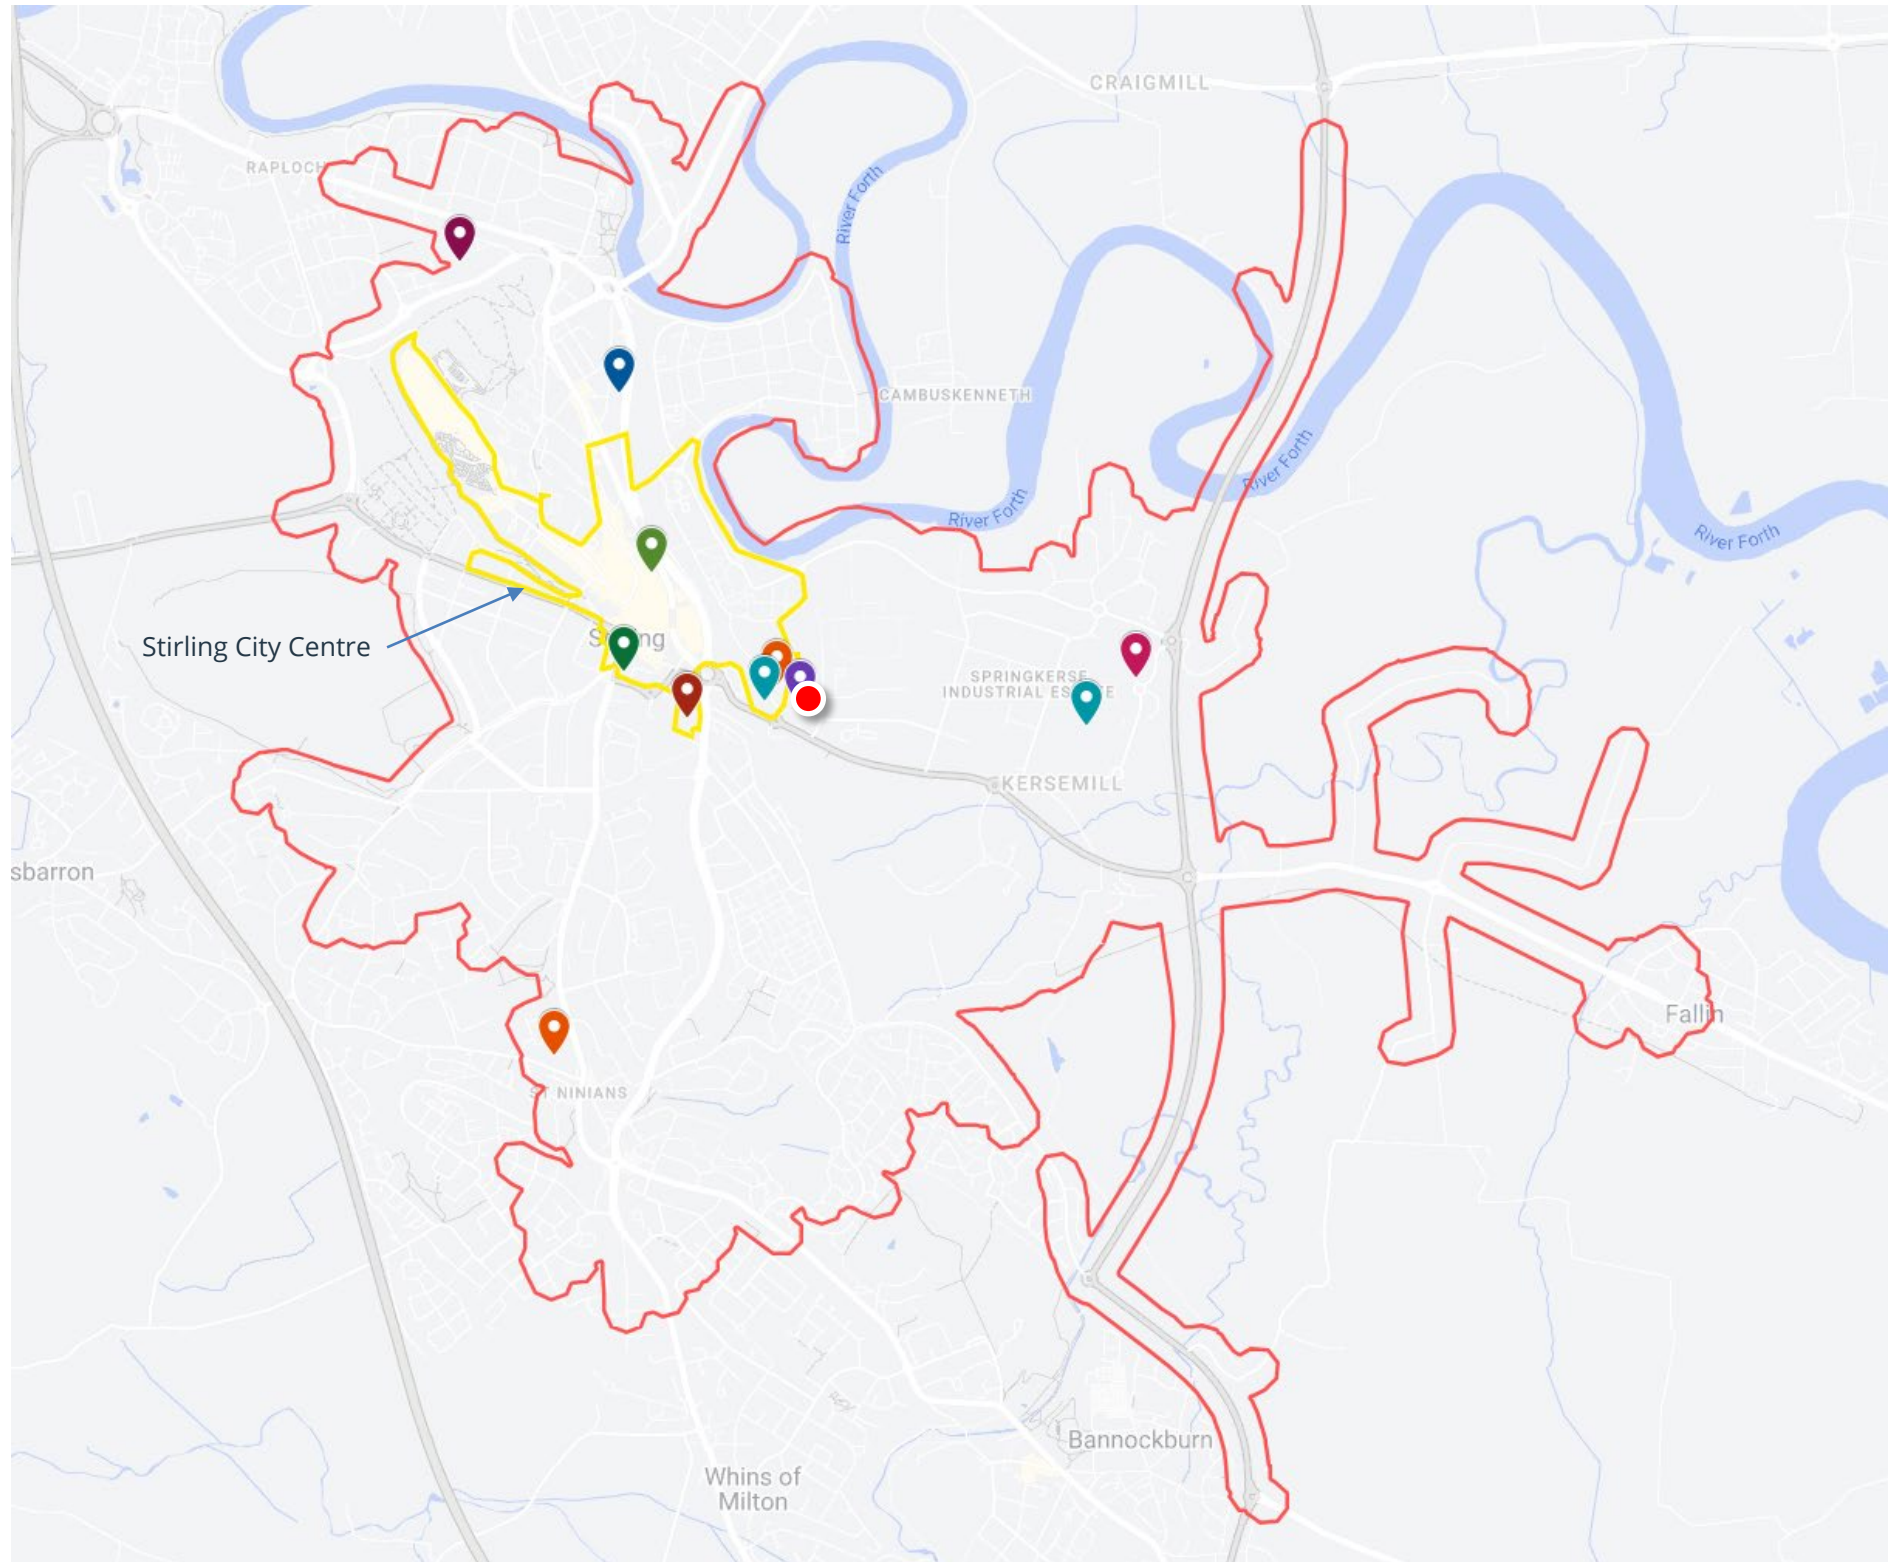 CRAIGMILL
RAPLOCH
River Forth
CAMBUSKENNETH
River Forth
River Forth
River Forth
Stirling City Centre
SPRINGKERSE
INDUSTRIAL
KERSEMILL
sbarron
Fallin
NINIANS
Bannockburn
Whins of
Milton